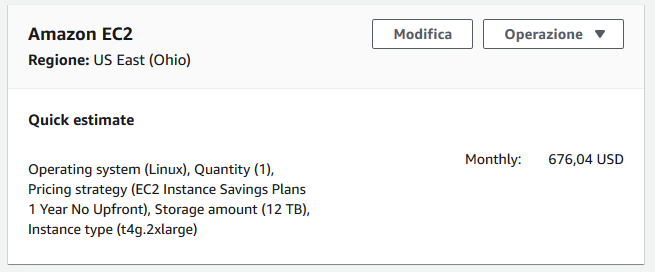 Amazon EC2
Modifica
Operazione
Regione: US East (Ohio)
Quick estimate
Monthly: 676,04 USD
Operating system (Linux), Quantity (1),
Pricing strategy (EC2 Instance Savings Plans
1 Year No Upfront), Storage amount (12 TB),
Instance type (t4g.2xlarge)